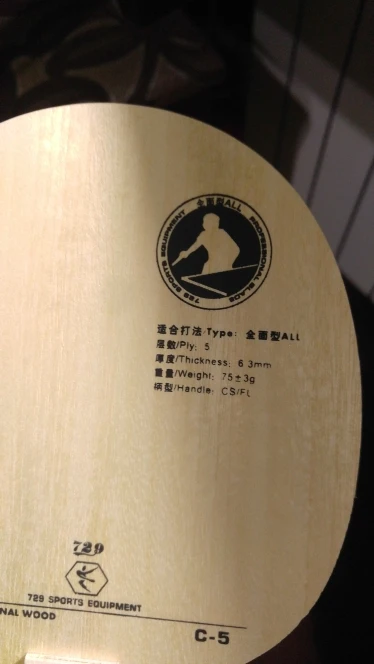 全面型ALL
PROFESSIONAL BLADE
729 SPORTS EQUIPMENT
适合打法/Type: 全面型ALL
层数/Ply: 5
厚度/Thickness: 6.3mm
重量/Weight: 75±3g
柄型/Handle: CS/FL
729
729 SPORTS EQUIPMENT
NAL WOOD
C-5